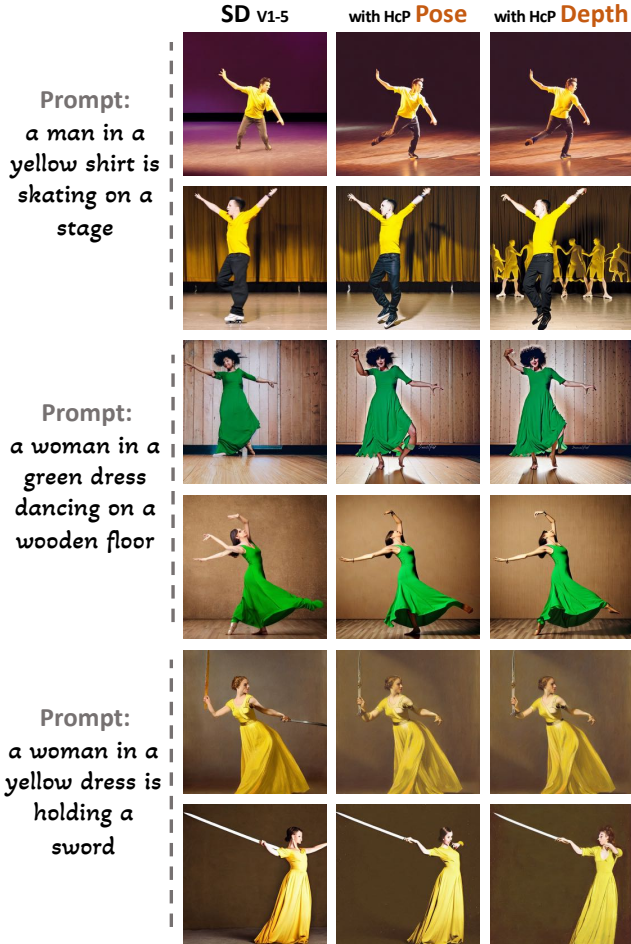 SD V1-5 with HcP Pose with HcP Depth
Prompt:
a man in a
yellow shirt is
skating on a
stage
Prompt:
a woman in a
green dress
dancing on a
wooden floor
Prompt:
a woman in a
yellow dress is
holding a
sword